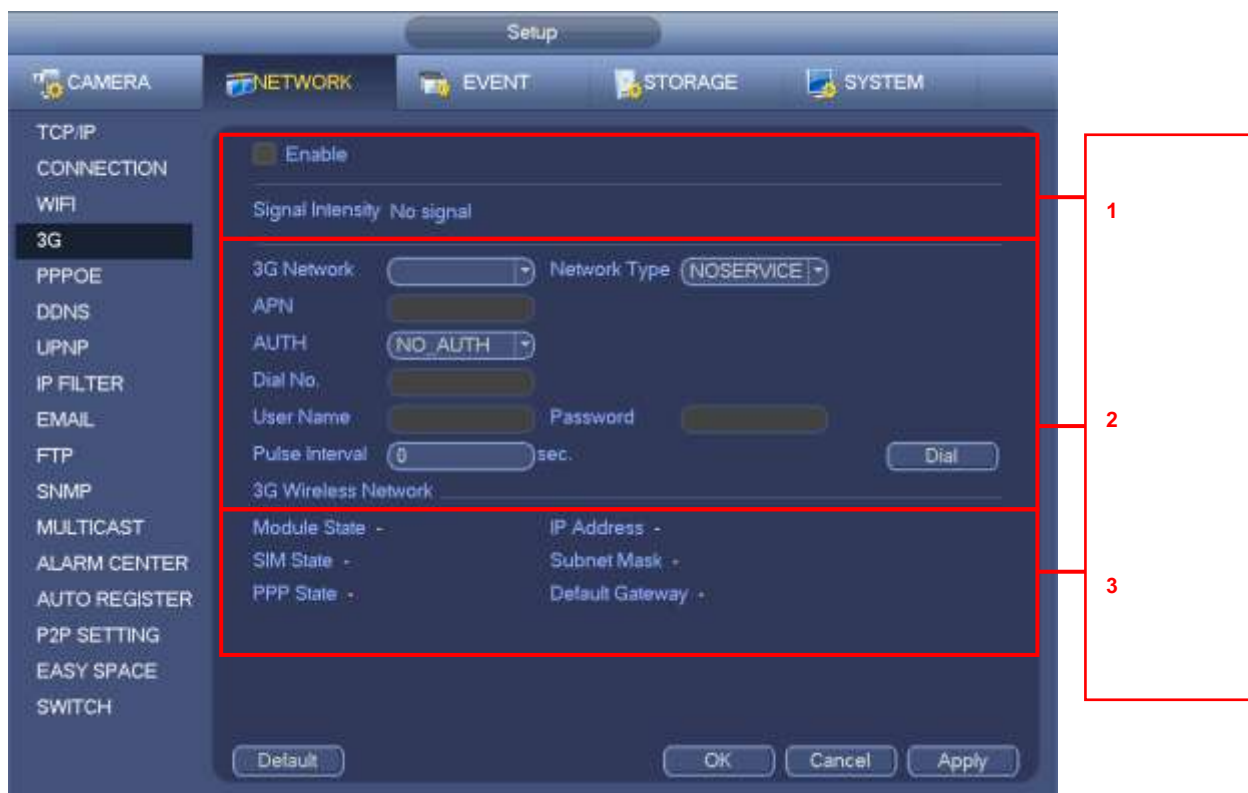 Setup
CAMERA NETWORK EVENT STORAGE SYSTEM
TCP/IP
CONNECTION
WIFI
3G
PPPOE
DDNS
UPNP
IP FILTER
EMAIL
FTP
SNMP
MULTICAST
ALARM CENTER
AUTO REGISTER
P2P SETTING
EASY SPACE
SWITCH
Enable
Signal Intensity No signal
3G Network Network Type NOSERVICE
APN
AUTH NO_AUTH
Dial No.
User Name Password
Pulse Interval 0 sec. Dial
3G Wireless Network
Module State - IP Address -
SIM State - Subnet Mask -
PPP State - Default Gateway -
Default OK Cancel Apply
1
2
3